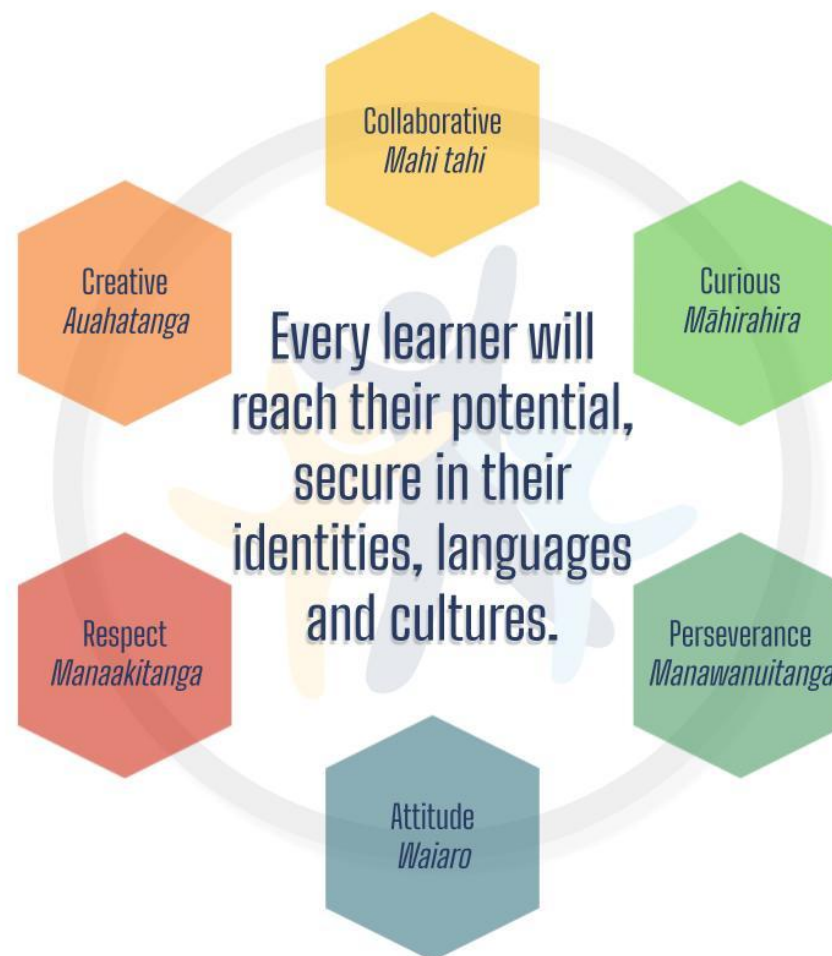 Collaborative
Mahi tahi
Creative
Auahatanga
Curious
Māhirahira
Every learner will
reach their potential,
secure in their
identities, languages
and cultures.
Respect
Manaakitanga
Perseverance
Manawanuitanga
Attitude
Waiaro